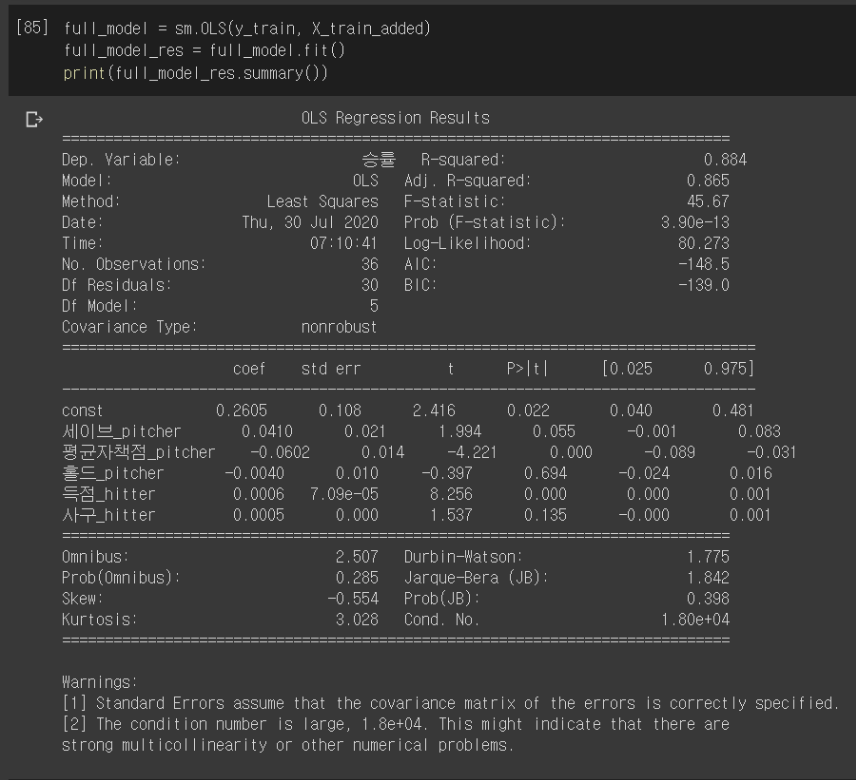 [85] full_model = sm.OLS(y_train, X_train_added)
full_model_res = full_model.fit()
print(full_model_res.summary())
OLS Regression Results
==============================================================================
Dep. Variable: 승률 R-squared: 0.884
Model: OLS Adj. R-squared: 0.865
Method: Least Squares F-statistic: 45.67
Date: Thu, 30 Jul 2020 Prob (F-statistic): 3.90e-13
Time: 07:10:41 Log-Likelihood: 80.273
No. Observations: 36 AIC: -148.5
Df Residuals: 30 BIC: -139.0
Df Model: 5
Covariance Type: nonrobust
==============================================================================
coef std err t P>|t| [0.025 0.975]
------------------------------------------------------------------------------
const 0.2605 0.108 2.416 0.022 0.040 0.481
세이브_pitcher 0.0410 0.021 1.994 0.055 -0.001 0.083
평균자책점_pitcher -0.0602 0.014 -4.221 0.000 -0.089 -0.031
홀드_pitcher -0.0040 0.010 -0.397 0.694 -0.024 0.016
득점_hitter 0.0006 7.09e-05 8.256 0.000 0.000 0.001
사구_hitter 0.0005 0.000 1.537 0.135 -0.000 0.001
==============================================================================
Omnibus: 2.507 Durbin-Watson: 1.775
Prob(Omnibus): 0.285 Jarque-Bera (JB): 1.842
Skew: -0.554 Prob(JB): 0.398
Kurtosis: 3.028 Cond. No. 1.80e+04
==============================================================================
Warnings:
[1] Standard Errors assume that the covariance matrix of the errors is correctly specified.
[2] The condition number is large, 1.8e+04. This might indicate that there are
strong multicollinearity or other numerical problems.